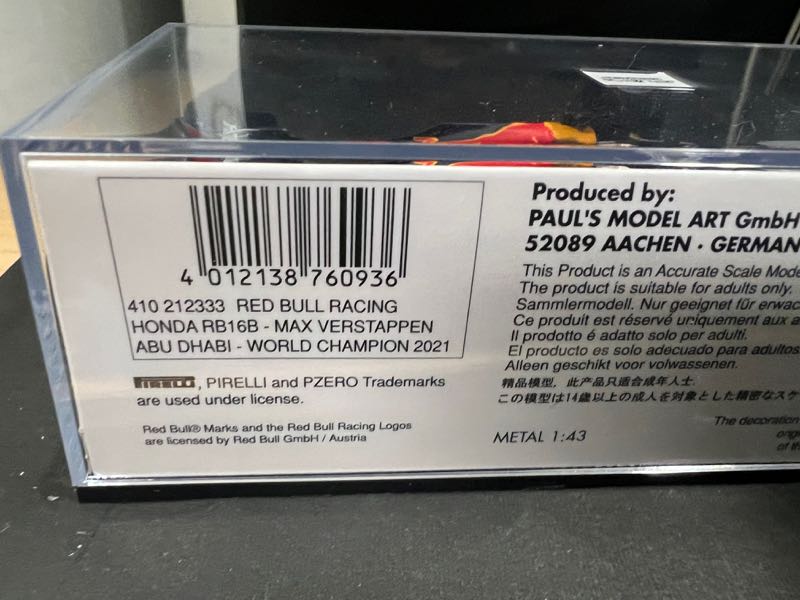 4 012138 760936
410 212333 RED BULL RACING
HONDA RB16B - MAX VERSTAPPEN
ABU DHABI - WORLD CHAMPION 2021
PIRELLI, PIRELLI and PZERO Trademarks
are used under license.
Red Bull® Marks and the Red Bull Racing Logos
are licensed by Red Bull GmbH / Austria
Produced by:
PAUL'S MODEL ART GmbH
52089 AACHEN · GERMAN
This Product is an Accurate Scale Mode
The product is suitable for adults only.
Sammlermodell. Nur geeignet für erwac
Ce produit est réservé uniquement aux a
Il prodotto é adatto solo per adulti.
El producto es solo adecuado para adultos
Alleen geschikt voor volwassenen.
精品模型，此产品只适合成年人士
この模型は14歳以上の成人を対象とした精密なスケ
The decoration
of th
METAL 1:43